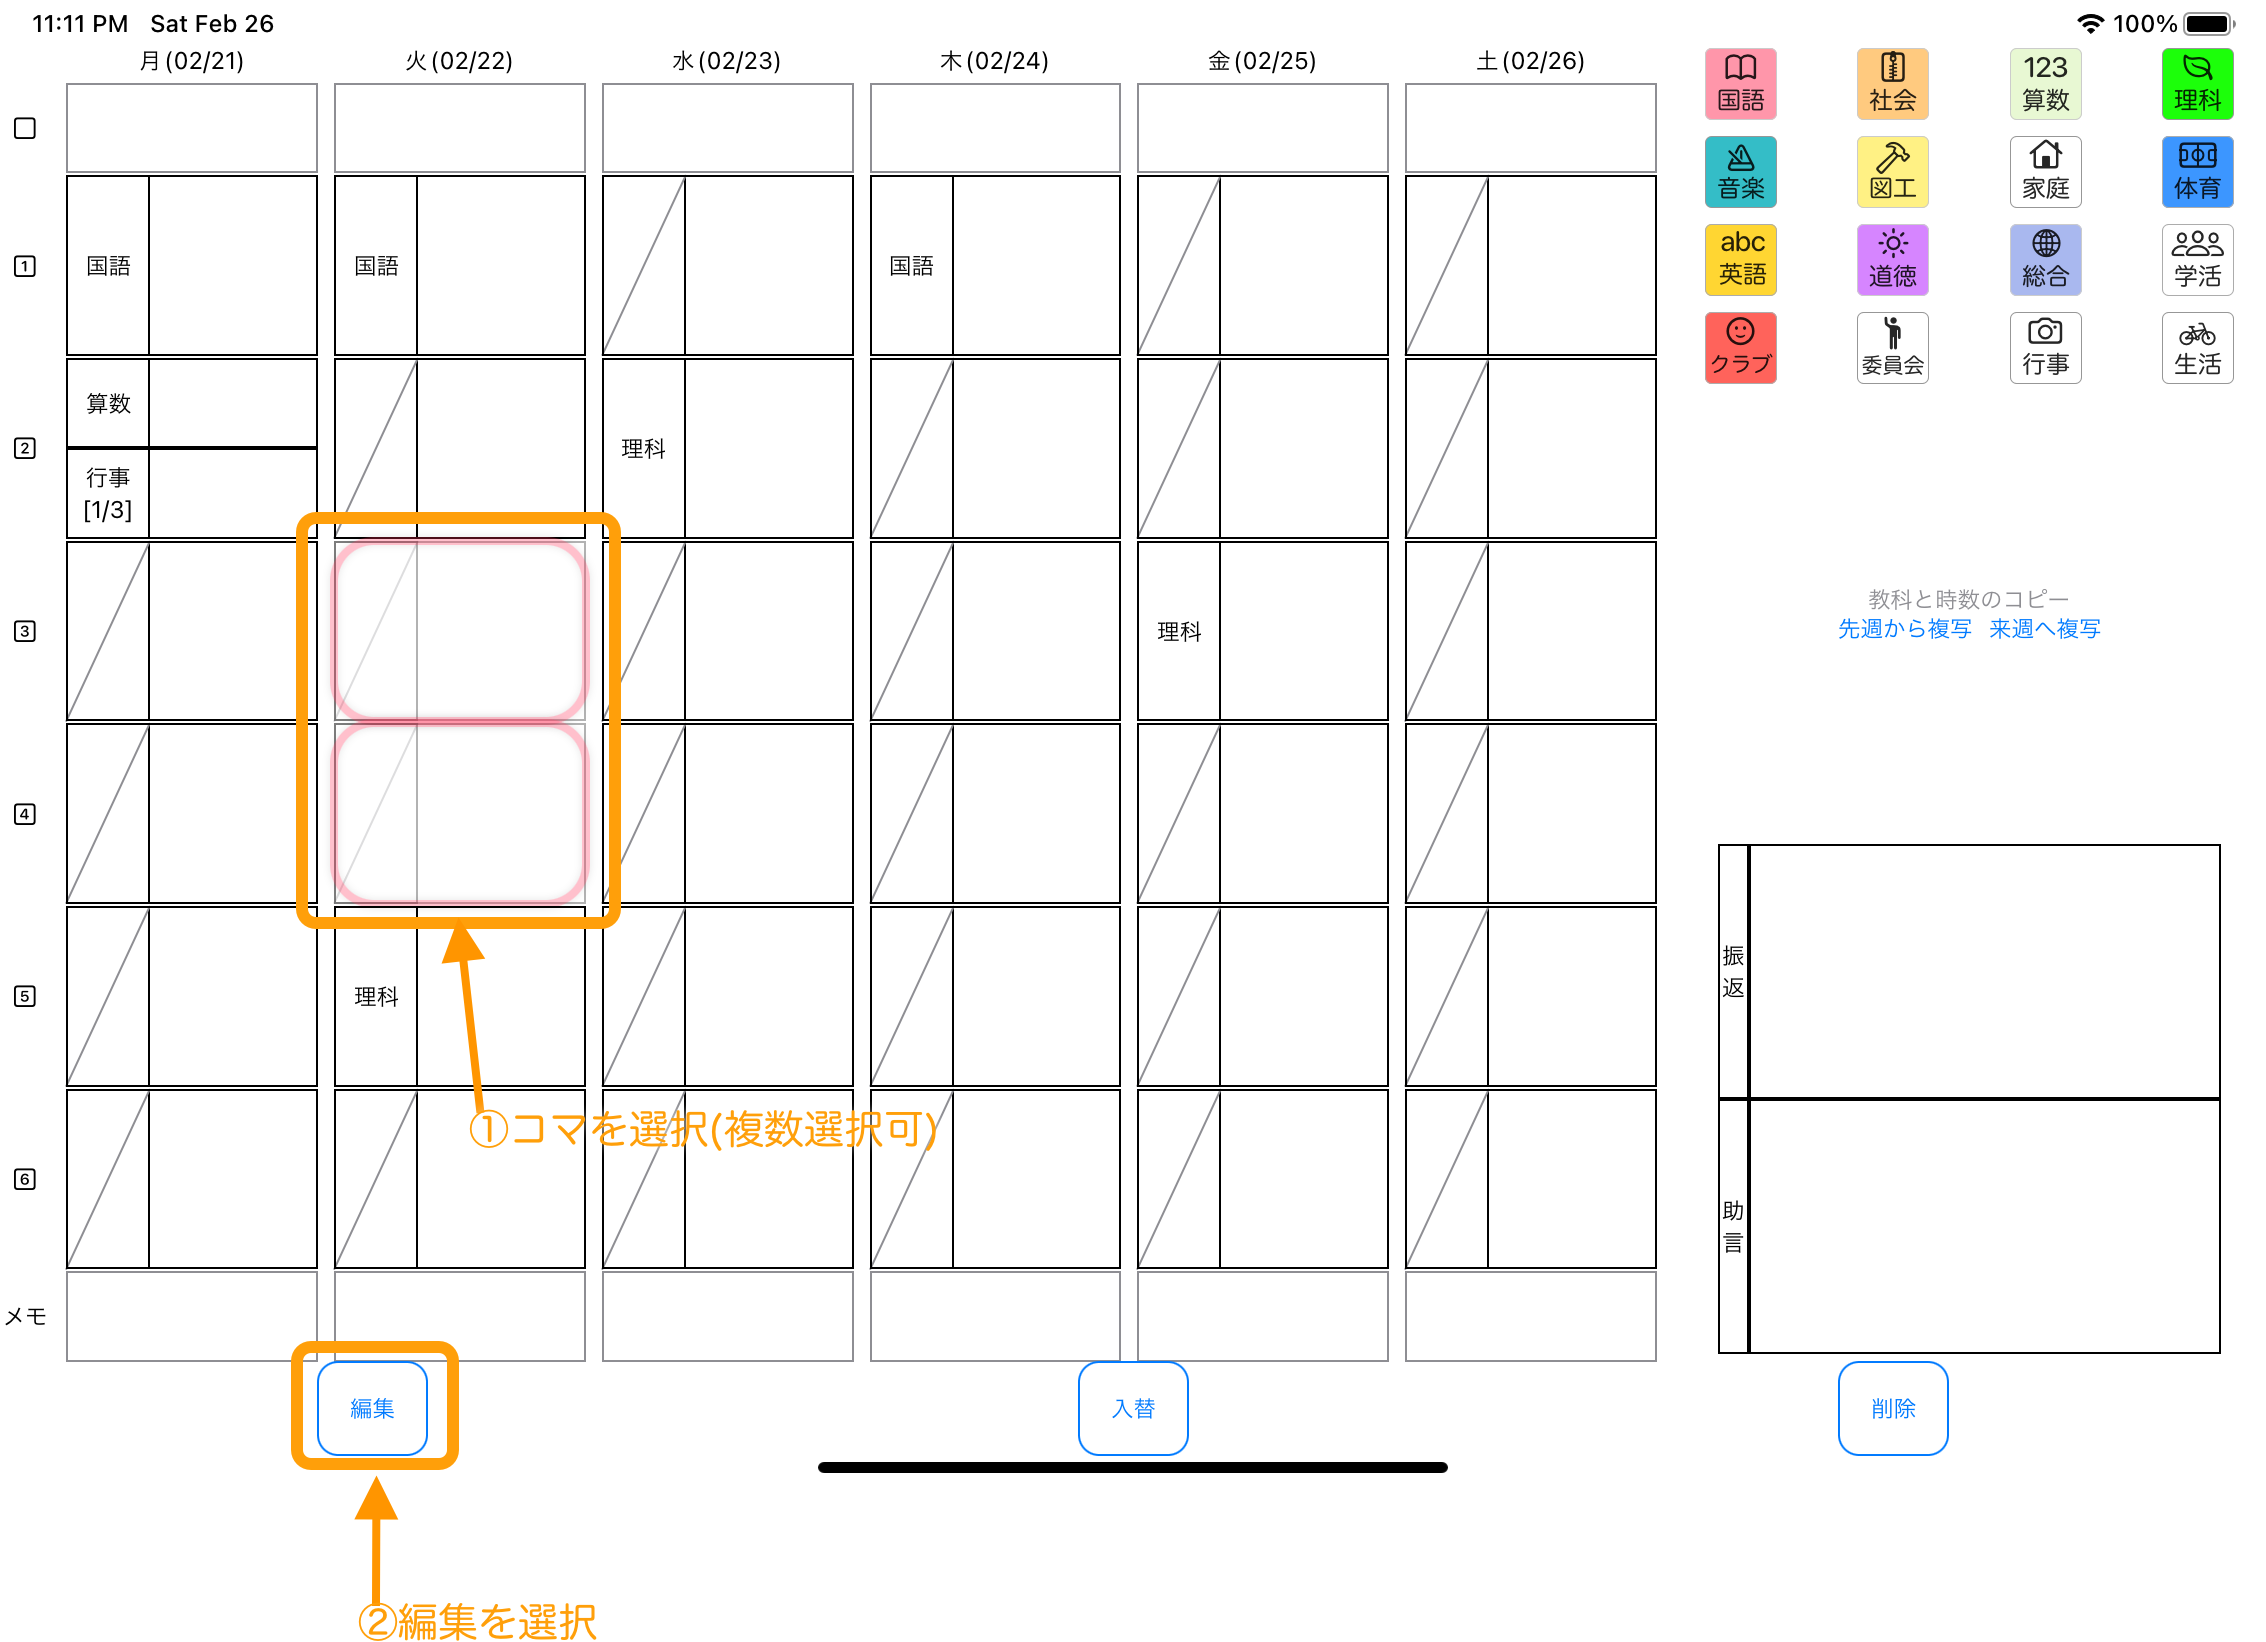 11:11 PM Sat Feb 26
100%
月(02/21) 火(02/22) 水(02/23) 木(02/24) 金(02/25) 土(02/26)
国語 社会 123 算数 理科
音楽 図工 家庭 体育
abc 英語 道徳 総合 学活
クラブ 委員会 行事 生活
1 国語 国語 国語
2 算数 理科
行事
[1/3]
3 理科
教科と時数のコピー
先週から複写 来週へ複写
4
5 理科
振返
①コマを選択(複数選択可)
6
助言
メモ
編集 入替 削除
②編集を選択